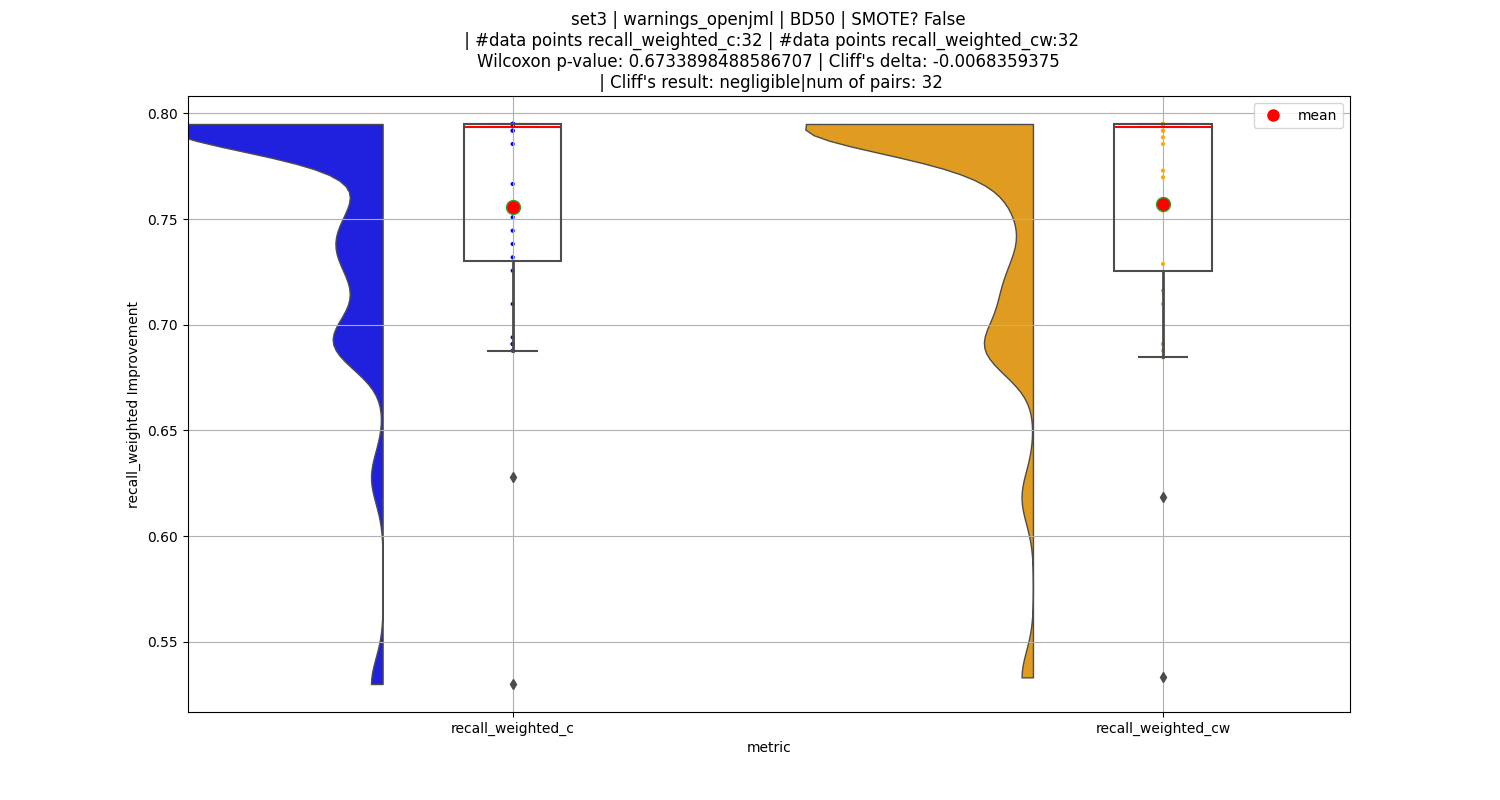 set3 | warnings_openjml | BD50 | SMOTE? False
| #data points recall_weighted_c:32 | #data points recall_weighted_cw:32
Wilcoxon p-value: 0.6733898488586707 | Cliff's delta: -0.0068359375
| Cliff's result: negligible|num of pairs: 32
mean
0.80
0.75
0.70
0.65
0.60
0.55
recall_weighted Improvement
recall_weighted_c
recall_weighted_cw
metric